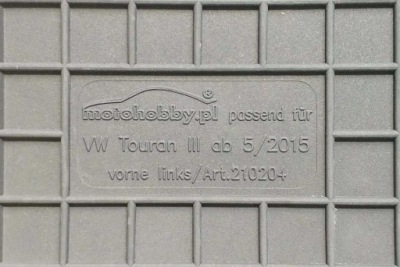 motohobby.pl® passend für
VW Touran III ab 5/2015
vorne links/Art.210204